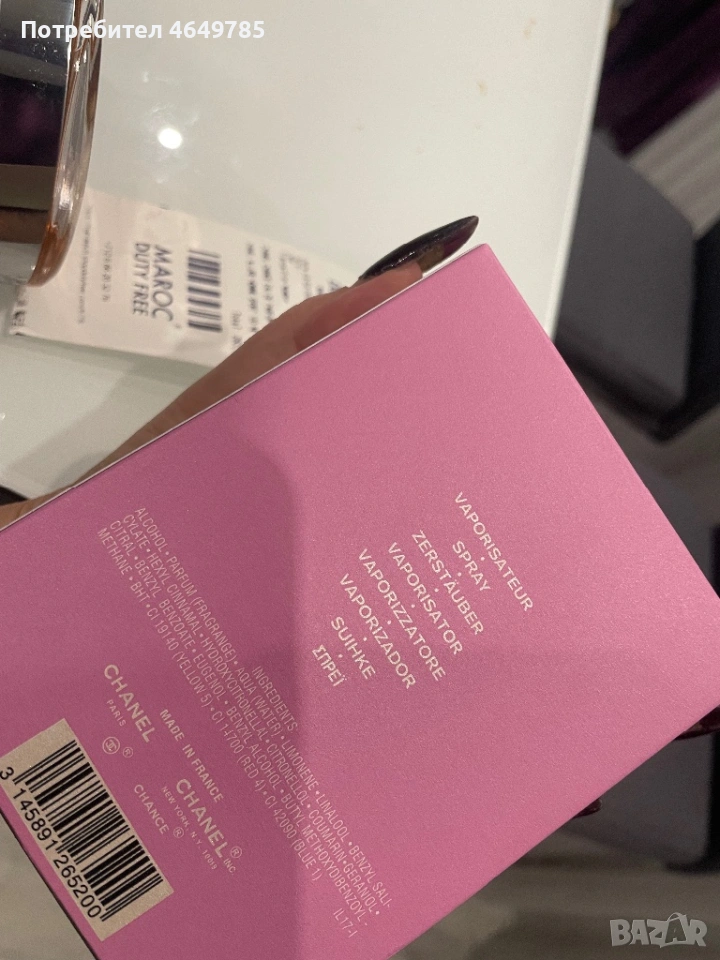 Потребител 4649785
MAROC
DUTY FREE
VAPORISATEUR
•
SPRAY
•
ZERSTÄUBER
•
VAPORISATOR
•
VAPORIZZATORE
•
VAPORIZADOR
•
SUIHKE
•
ΣΠΡΕΪ
INGREDIENTS
ALCOHOL • PARFUM (FRAGRANCE) • AQUA (WATER) • LIMONENE • LINALOOL • BENZYL SALI-
CYLATE • HEXYL CINNAMAL • HYDROXYCITRONELLAL • CITRONELLOL • COUMARIN • GERANIOL •
CITRAL • BENZYL BENZOATE • EUGENOL • BENZYL ALCOHOL • BUTYL METHOXYDIBENZOYL-
METHANE • BHT • CI 19140 (YELLOW 5) • CI 14700 (RED 4) • CI 42090 (BLUE 1)
IL17-1
MADE IN FRANCE
CHANEL
PARIS
®
CHANEL INC.
NEW YORK, N.Y. 10019
CHANCE ®
3 145891 265200
BAZAR